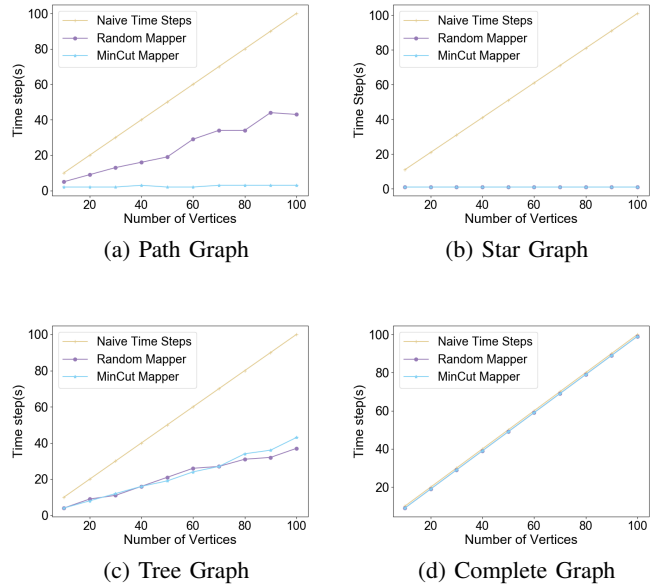 Naive Time Steps
Random Mapper
MinCut Mapper
Time step(s)
100
80
60
40
20
0
20 40 60 80 100
Number of Vertices
(a) Path Graph
Naive Time Steps
Random Mapper
MinCut Mapper
Time Step(s)
100
80
60
40
20
0
20 40 60 80 100
Number of Vertices
(b) Star Graph
Naive Time Steps
Random Mapper
MinCut Mapper
Time step(s)
100
80
60
40
20
0
20 40 60 80 100
Number of Vertices
(c) Tree Graph
Naive Time Steps
Random Mapper
MinCut Mapper
Time step(s)
100
80
60
40
20
20 40 60 80 100
Number of Vertices
(d) Complete Graph